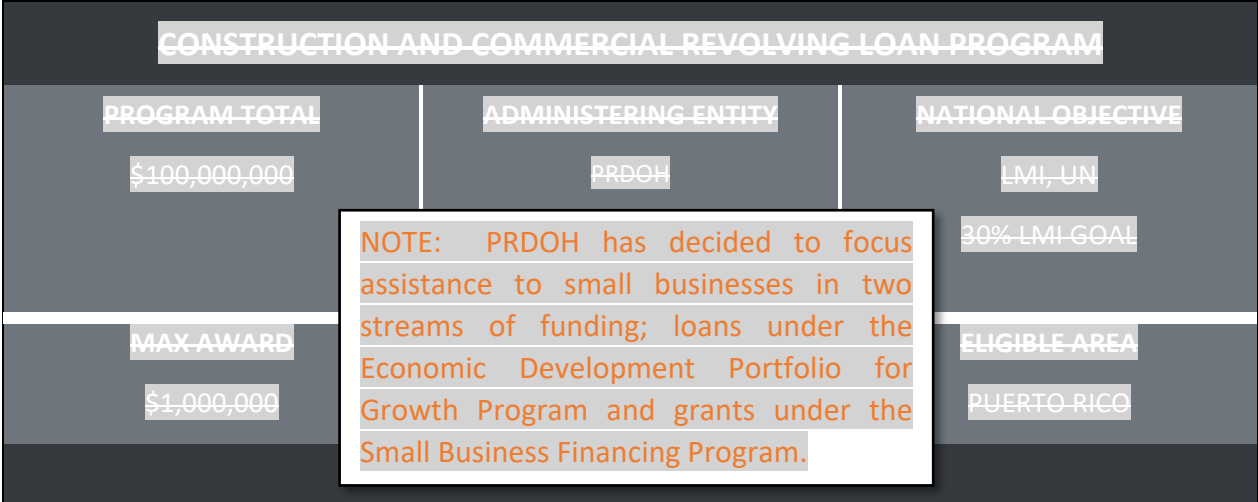 CONSTRUCTION AND COMMERCIAL REVOLVING LOAN PROGRAM
PROGRAM TOTAL
$100,000,000
ADMINISTERING ENTITY
PRDOH
NATIONAL OBJECTIVE
LMI, UN
30% LMI GOAL
NOTE: PRDOH has decided to focus
assistance to small businesses in two
streams of funding; loans under the
Economic Development Portfolio for
Growth Program and grants under the
Small Business Financing Program.
MAX AWARD
$1,000,000
ELIGIBLE AREA
PUERTO RICO